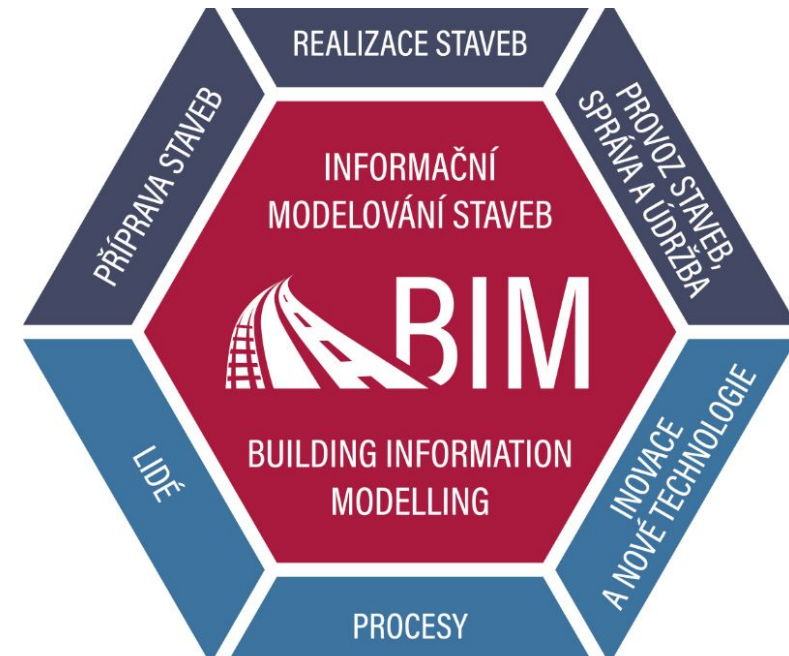 REALIZACE STAVEB
PŘÍPRAVA STAVEB
PROVOZ STAVEB,
SPRÁVA A ÚDRŽBA
INFORMAČNÍ
MODELOVÁNÍ STAVEB
BIM
BUILDING INFORMATION
MODELLING
LIDÉ
INOVACE
A NOVÉ TECHNOLOGIE
PROCESY